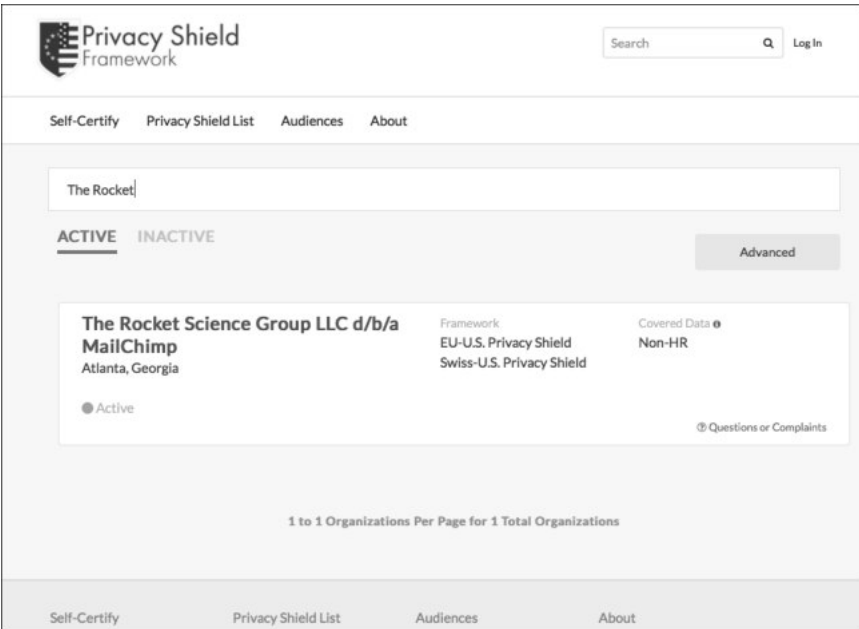 Privacy Shield
Framework
Search
Log In
Self-Certify Privacy Shield List Audiences About
The Rocket
ACTIVE INACTIVE
Advanced
The Rocket Science Group LLC d/b/a
MailChimp
Atlanta, Georgia
Active
Framework
EU-U.S. Privacy Shield
Swiss-U.S. Privacy Shield
Covered Data
Non-HR
Questions or Complaints
1 to 1 Organizations Per Page for 1 Total Organizations
Self-Certify Privacy Shield List Audiences About